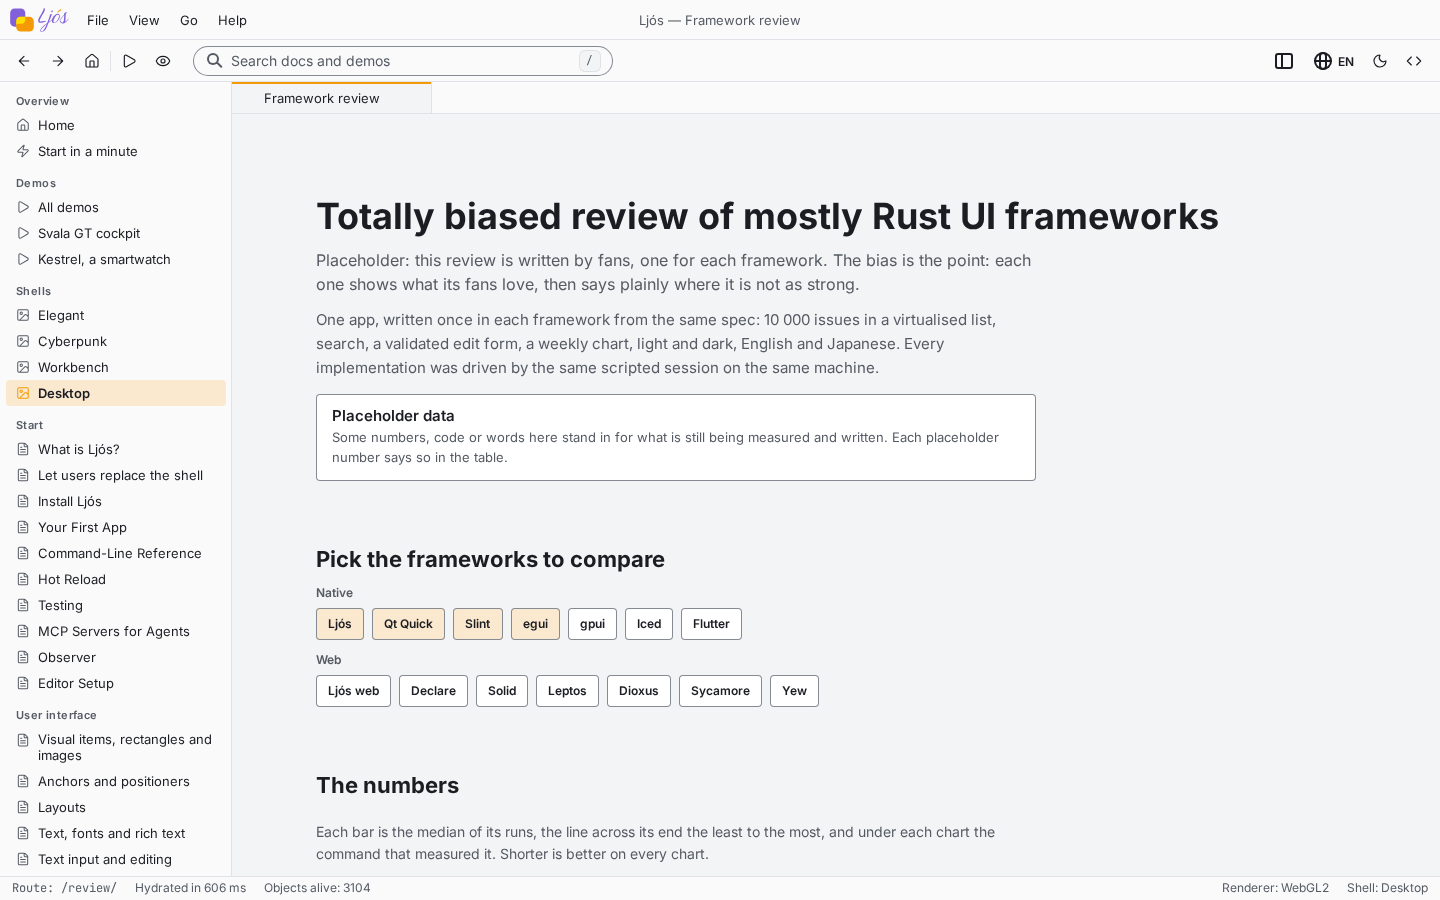 Ljós
File
View
Go
Help
Ljós — Framework review
Search docs and demos
/
EN
Overview
Home
Start in a minute
Demos
All demos
Svala GT cockpit
Kestrel, a smartwatch
Shells
Elegant
Cyberpunk
Workbench
Desktop
Start
What is Ljós?
Let users replace the shell
Install Ljós
Your First App
Command-Line Reference
Hot Reload
Testing
MCP Servers for Agents
Observer
Editor Setup
User interface
Visual items, rectangles and
images
Anchors and positioners
Layouts
Text, fonts and rich text
Text input and editing
Framework review
Totally biased review of mostly Rust UI frameworks
Placeholder: this review is written by fans, one for each framework. The bias is the point: each
one shows what its fans love, then says plainly where it is not as strong.
One app, written once in each framework from the same spec: 10 000 issues in a virtualised list,
search, a validated edit form, a weekly chart, light and dark, English and Japanese. Every
implementation was driven by the same scripted session on the same machine.
Placeholder data
Some numbers, code or words here stand in for what is still being measured and written. Each placeholder
number says so in the table.
Pick the frameworks to compare
Native
Ljós
Qt Quick
Slint
egui
gpui
Iced
Flutter
Web
Ljós web
Declare
Solid
Leptos
Dioxus
Sycamore
Yew
The numbers
Each bar is the median of its runs, the line across its end the least to the most, and under each chart the
command that measured it. Shorter is better on every chart.
Route: /review/
Hydrated in 606 ms
Objects alive: 3104
Renderer: WebGL2
Shell: Desktop